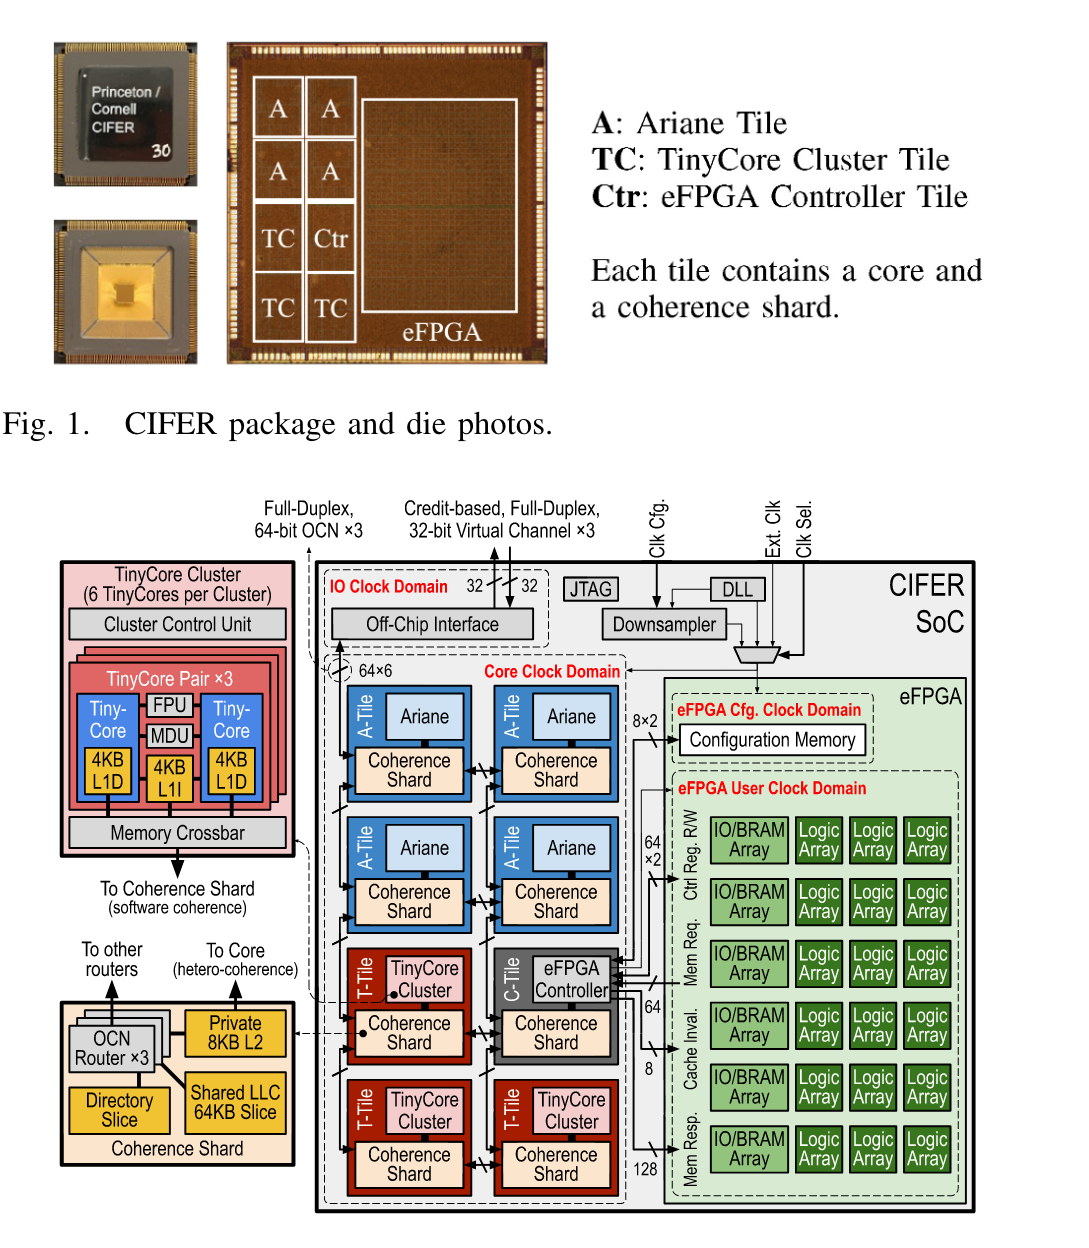 Princeton /
Cornell
CIFER
30
A
A
A
A
TC
Ctr
TC
TC
eFPGA
A: Ariane Tile
TC: TinyCore Cluster Tile
Ctr: eFPGA Controller Tile
Each tile contains a core and
a coherence shard.
Fig. 1. CIFER package and die photos.
Full-Duplex,
64-bit OCN ×3
Credit-based, Full-Duplex,
32-bit Virtual Channel ×3
Clk Cfg.
Ext. Clk
Clk Sel.
TinyCore Cluster
(6 TinyCores per Cluster)
Cluster Control Unit
TinyCore Pair ×3
Tiny-
Core
FPU
MDU
Tiny-
Core
4KB
L1D
4KB
L1I
4KB
L1D
Memory Crossbar
To Coherence Shard
(software coherence)
To other
routers
To Core
(hetero-coherence)
OCN
Router ×3
Private
8KB L2
Directory
Slice
Shared LLC
64KB Slice
Coherence Shard
CIFER
SoC
IO Clock Domain
32
32
Off-Chip Interface
JTAG
DLL
Downsampler
64×6
Core Clock Domain
A-Tile
Ariane
Coherence
Shard
A-Tile
Ariane
Coherence
Shard
A-Tile
Ariane
Coherence
Shard
A-Tile
Ariane
Coherence
Shard
T-Tile
TinyCore
Cluster
Coherence
Shard
C-Tile
eFPGA
Controller
Coherence
Shard
T-Tile
TinyCore
Cluster
Coherence
Shard
T-Tile
TinyCore
Cluster
Coherence
Shard
eFPGA
8×2
eFPGA Cfg. Clock Domain
Configuration Memory
eFPGA User Clock Domain
64
×2
Ctrl Reg. R/W
Mem Req.
64
Cache Inval.
8
Mem Resp.
128
IO/BRAM
Array
Logic
Array
Logic
Array
Logic
Array
IO/BRAM
Array
Logic
Array
Logic
Array
Logic
Array
IO/BRAM
Array
Logic
Array
Logic
Array
Logic
Array
IO/BRAM
Array
Logic
Array
Logic
Array
Logic
Array
IO/BRAM
Array
Logic
Array
Logic
Array
Logic
Array
IO/BRAM
Array
Logic
Array
Logic
Array
Logic
Array